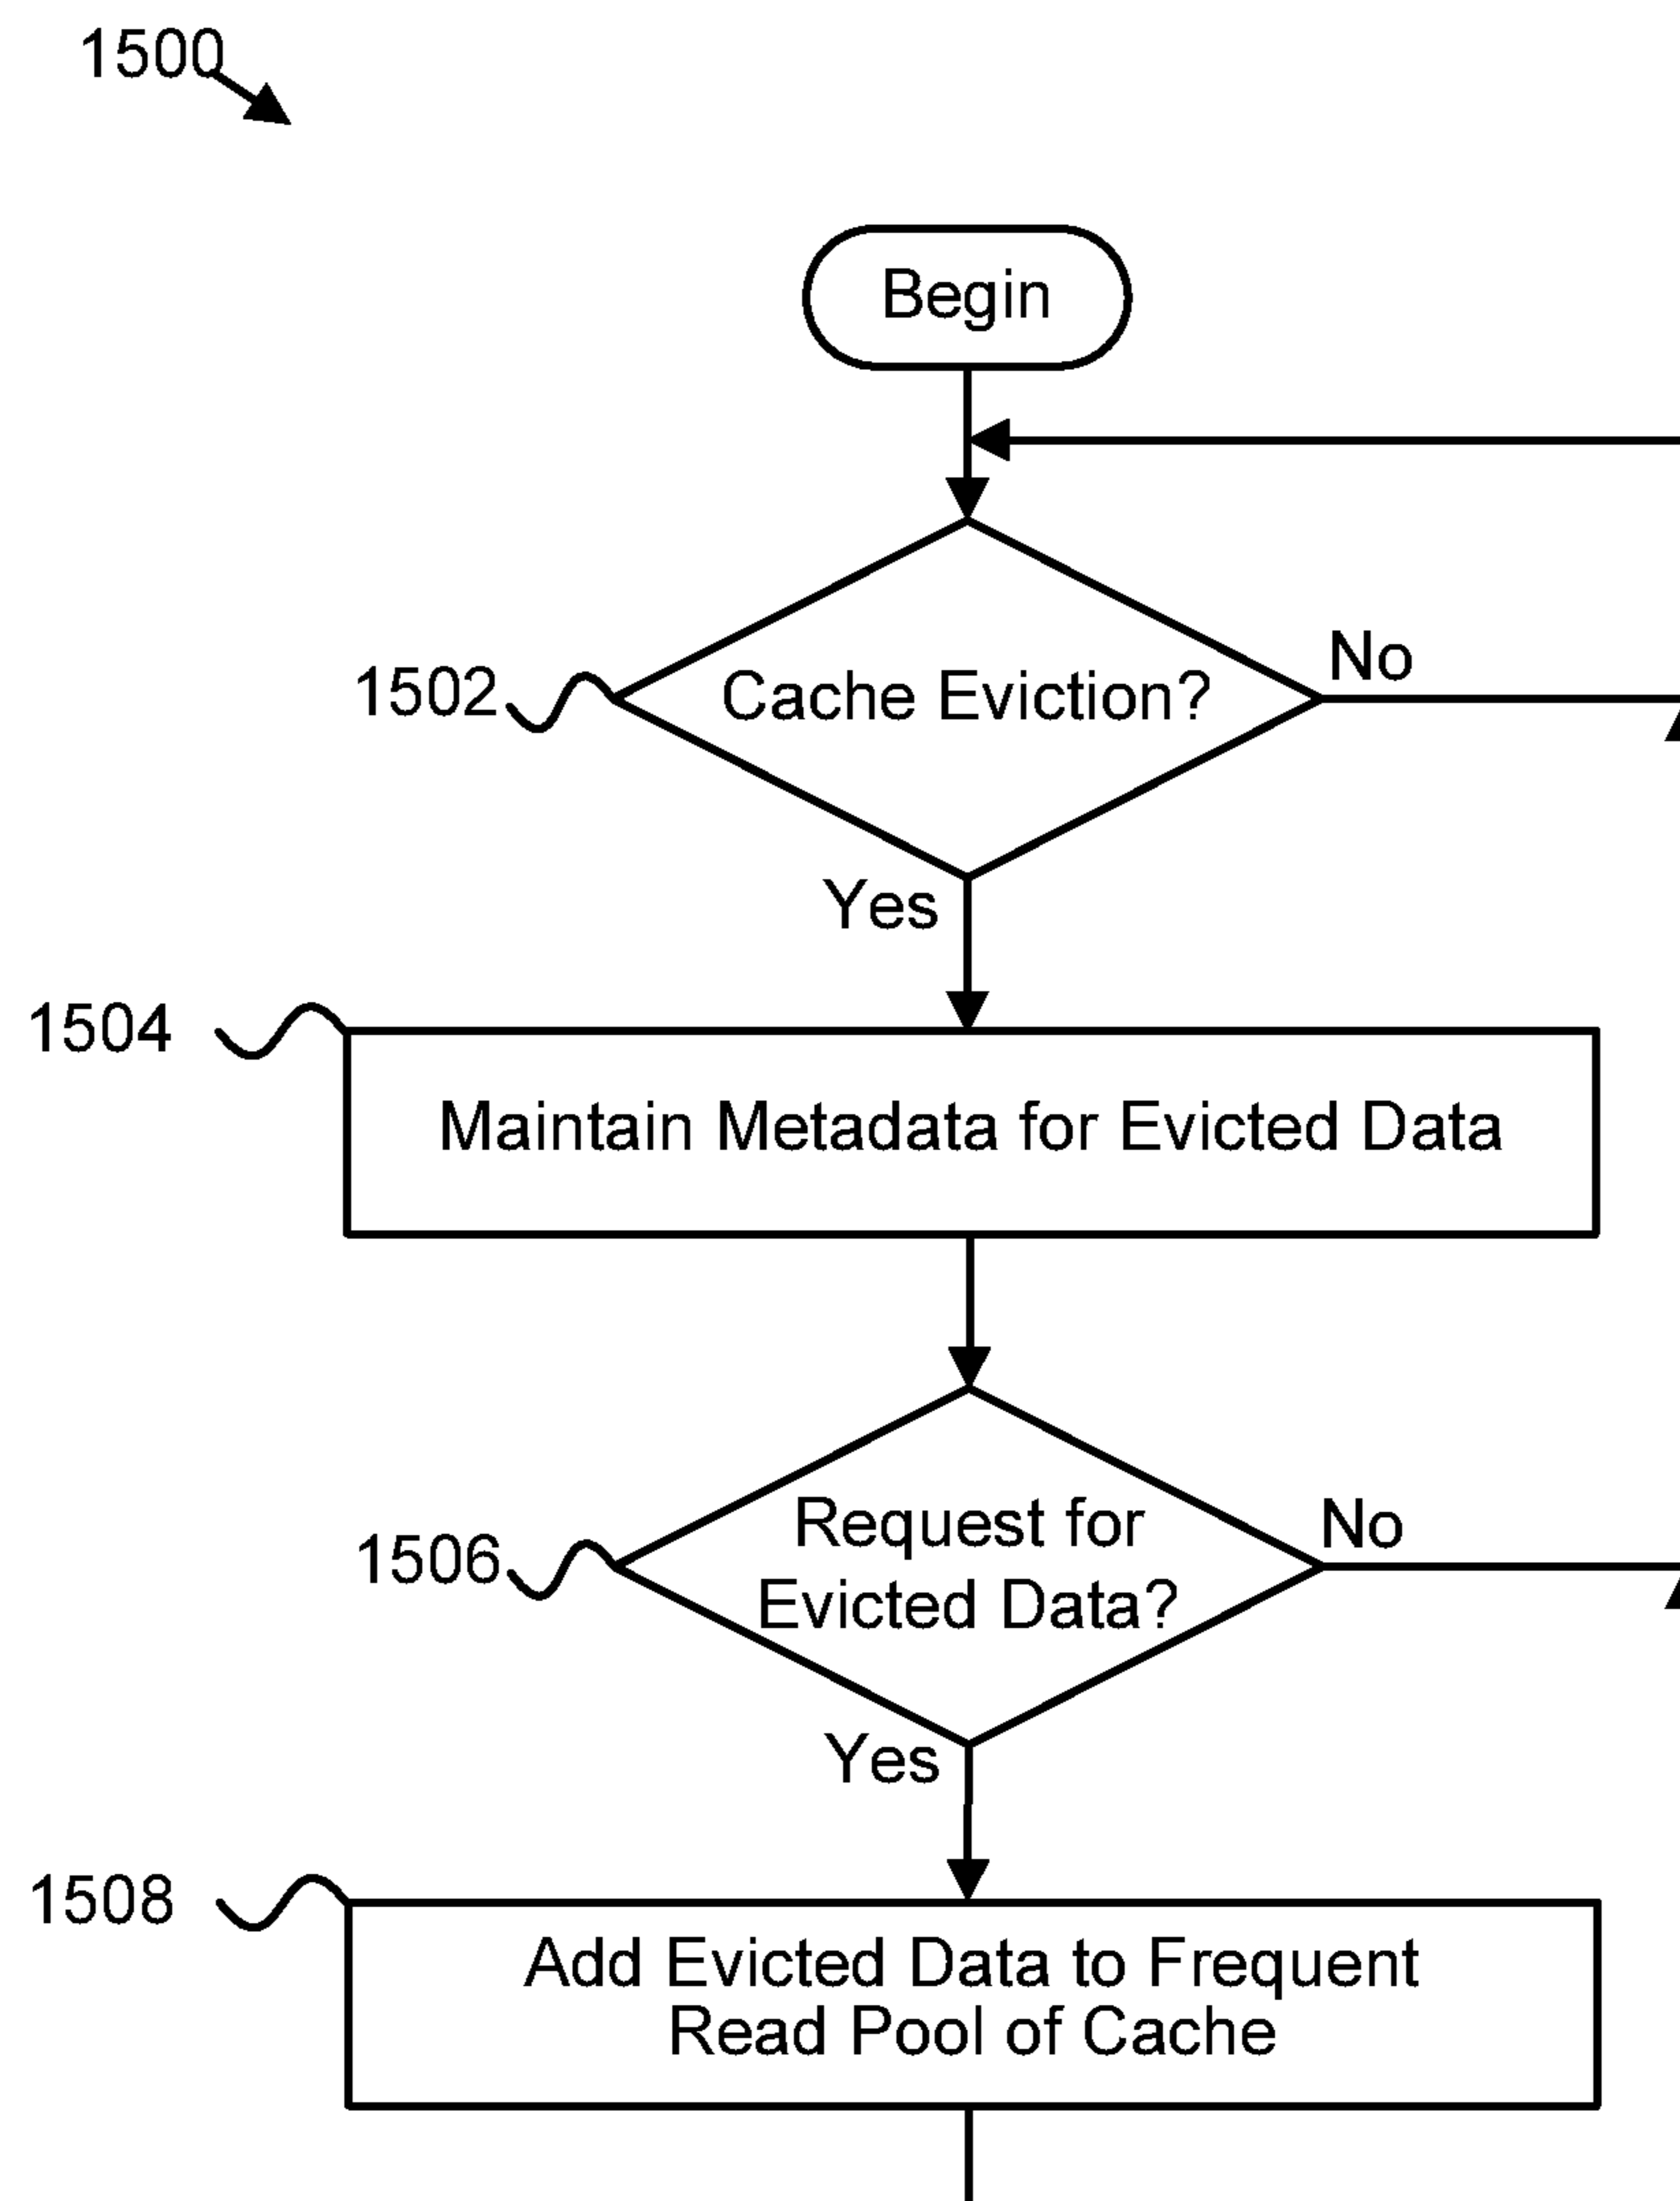 1500
Begin
1502
Cache Eviction?
No
Yes
1504
Maintain Metadata for Evicted Data
1506
Request for
Evicted Data?
No
Yes
1508
Add Evicted Data to Frequent
Read Pool of Cache